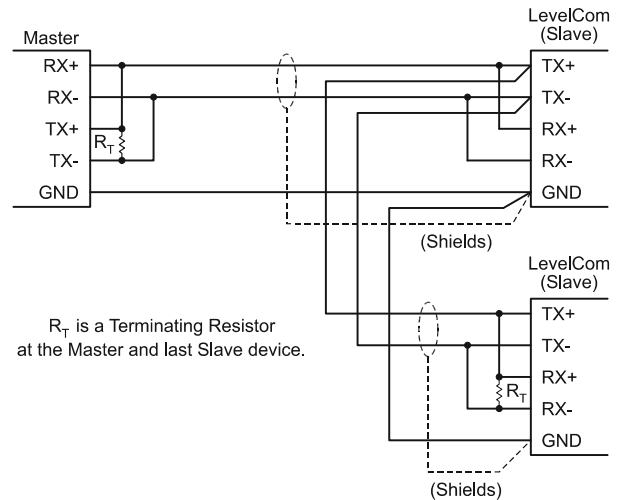 Master
RX+
RX-
TX+
R_T
TX-
GND
LevelCom
(Slave)
TX+
TX-
RX+
RX-
GND
(Shields)
R_T is a Terminating Resistor
at the Master and last Slave device.
LevelCom
(Slave)
TX+
TX-
RX+
R_T
RX-
GND
(Shields)